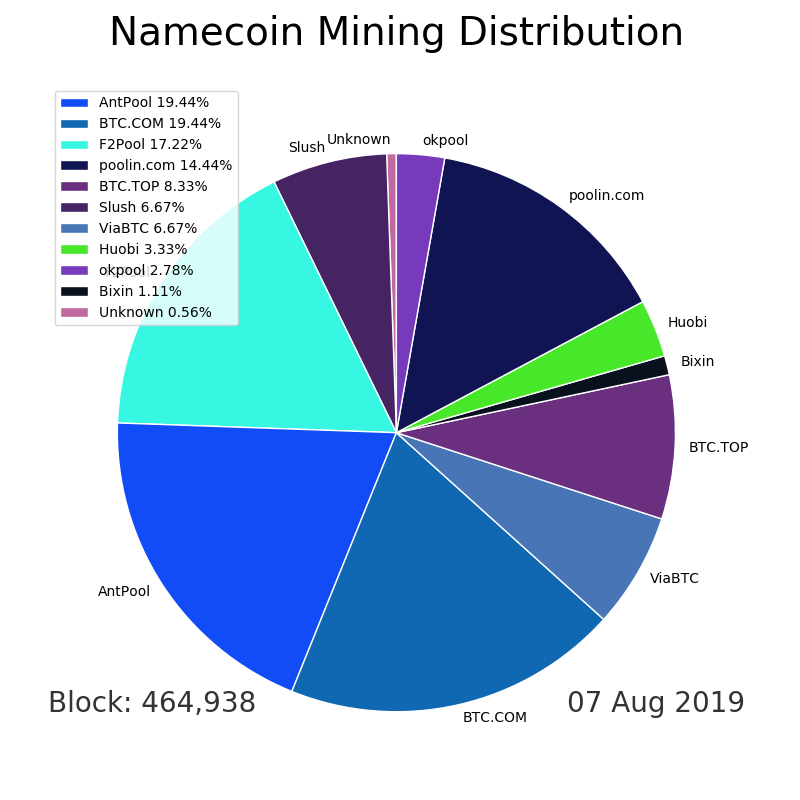 Namecoin Mining Distribution
AntPool 19.44%
BTC.COM 19.44%
F2Pool 17.22%
poolin.com 14.44%
BTC.TOP 8.33%
Slush 6.67%
ViaBTC 6.67%
Huobi 3.33%
okpool 2.78%
Bixin 1.11%
Unknown 0.56%
Slush
Unknown
okpool
poolin.com
Huobi
Bixin
BTC.TOP
ViaBTC
AntPool
BTC.COM
Block: 464,938
07 Aug 2019